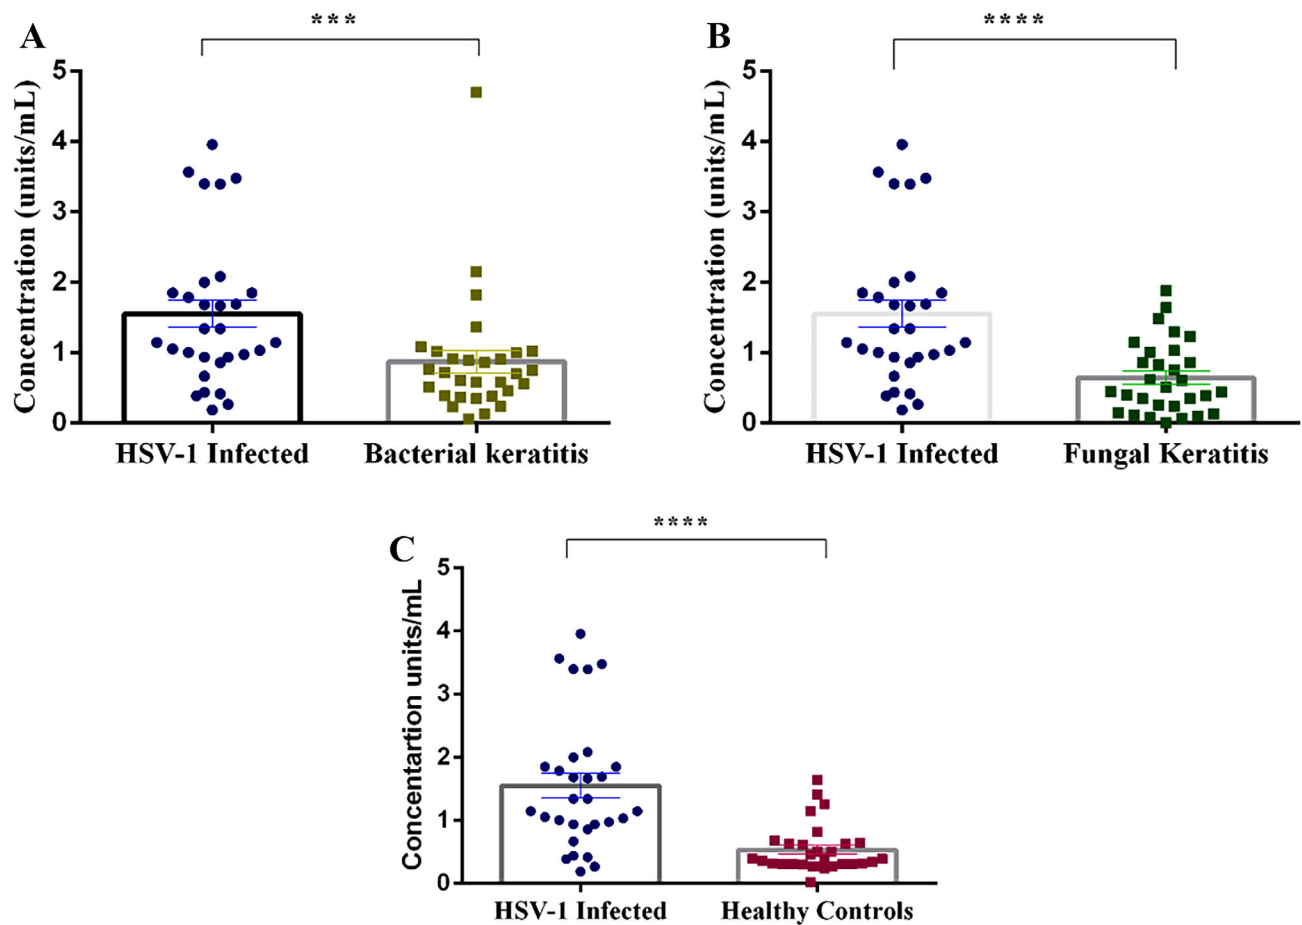 A
***
Concentration (units/mL)
5
4
3
2
1
0
HSV-1 Infected
Bacterial keratitis
B
****
Concentration (units/mL)
5
4
3
2
1
0
HSV-1 Infected
Fungal Keratitis
C
****
Concentartion units/mL
5
4
3
2
1
0
HSV-1 Infected
Healthy Controls